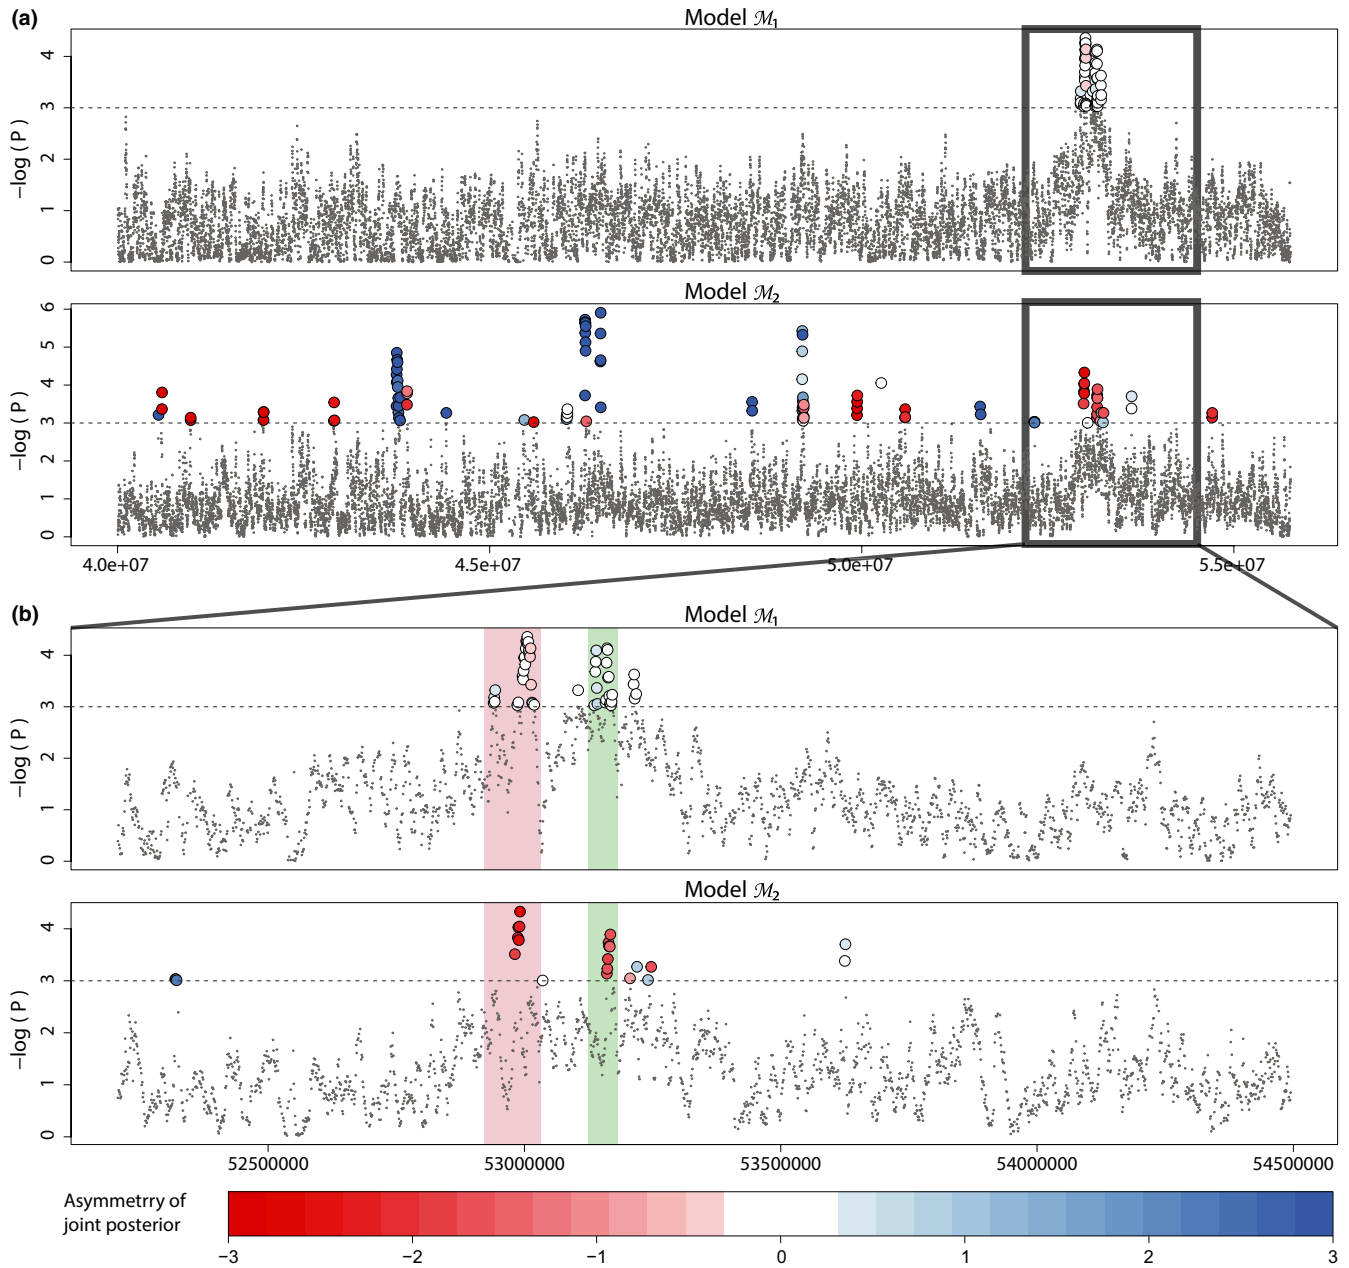 (a)
Model ℳ1
4
3
2
1
0
−log ( P )
Model ℳ2
6
5
4
3
2
1
0
−log ( P )
4.0e+07 4.5e+07 5.0e+07 5.5e+07
(b)
Model ℳ1
4
3
2
1
0
−log ( P )
Model ℳ2
4
3
2
1
0
−log ( P )
52500000 53000000 53500000 54000000 54500000
Asymmetrry of
joint posterior
−3 −2 −1 0 1 2 3